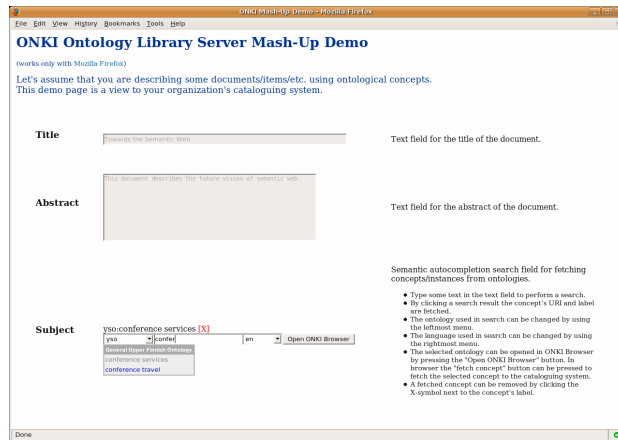 ONKI Mash-Up Demo - Mozilla Firefox
File Edit View History Bookmarks Tools Help
ONKI Ontology Library Server Mash-Up Demo
(works only with Mozilla Firefox)
Let's assume that you are describing some documents/items/etc. using ontological concepts.
This demo page is a view to your organization's cataloguing system.
Title
Towards the Semantic Web
Text field for the title of the document.
Abstract
This document describes the future vision of semantic web.
Text field for the abstract of the document.
Semantic autocompletion search field for fetching
concepts/instances from ontologies.
● Type some text in the text field to perform a search.
● By clicking a search result the concept's URI and label
are fetched.
● The ontology used in search can be changed by using
the leftmost menu.
● The language used in search can be changed by using
the rightmost menu.
● The selected ontology can be opened in ONKI Browser
by pressing the "Open ONKI Browser" button. In
browser the "fetch concept" button can be pressed to
fetch the selected concept to the cataloguing system.
● A fetched concept can be removed by clicking the
X-symbol next to the concept's label.
Subject
yso:conference services [X]
yso confer en Open ONKI Browser
General Upper Finnish Ontology
conference services
conference travel
Done